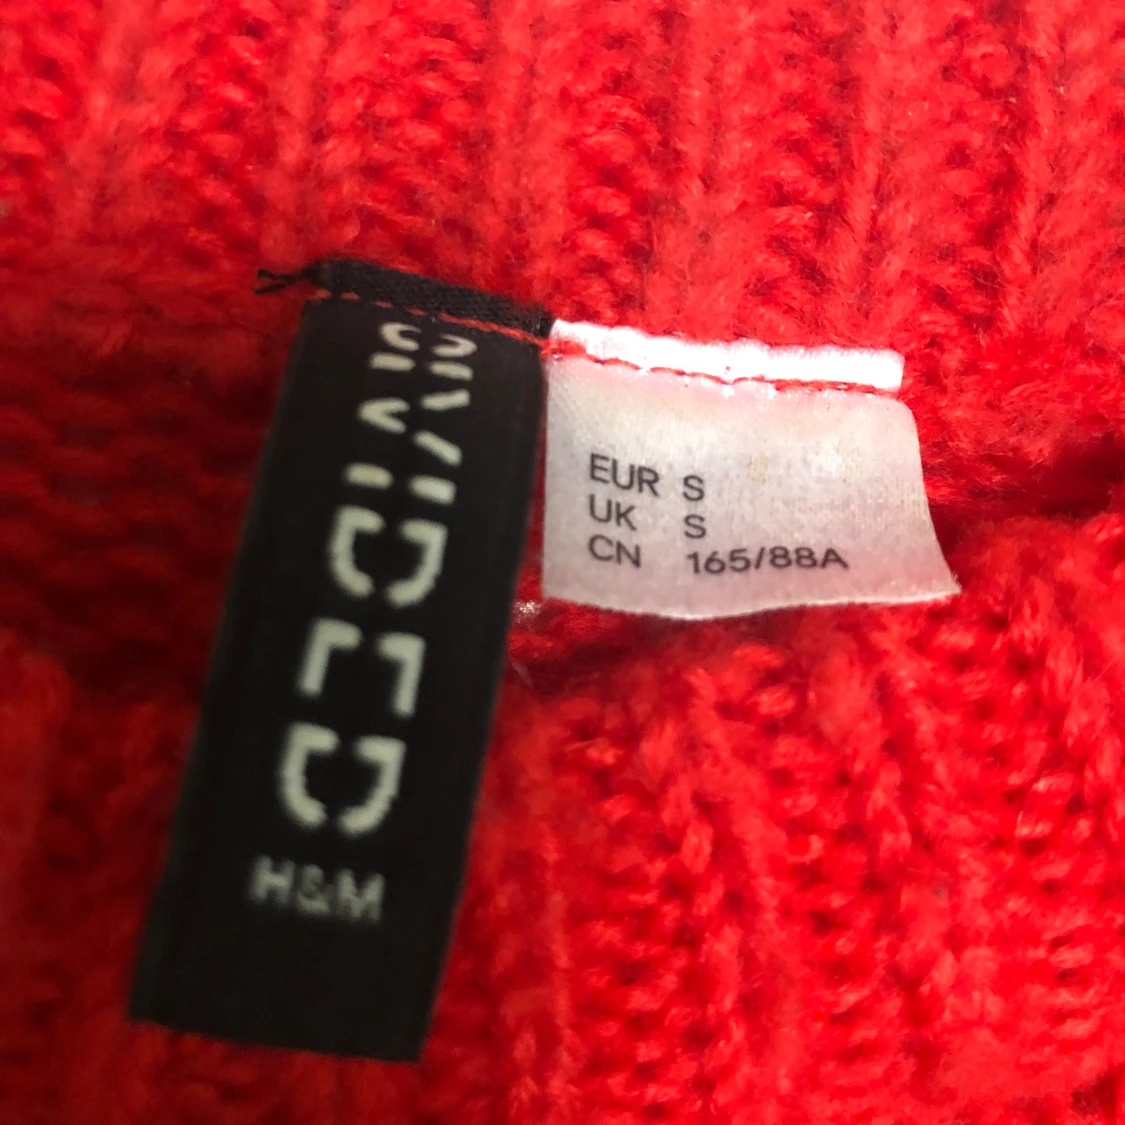 DIVIDED
H&M
EUR S
UK S
CN 165/88A